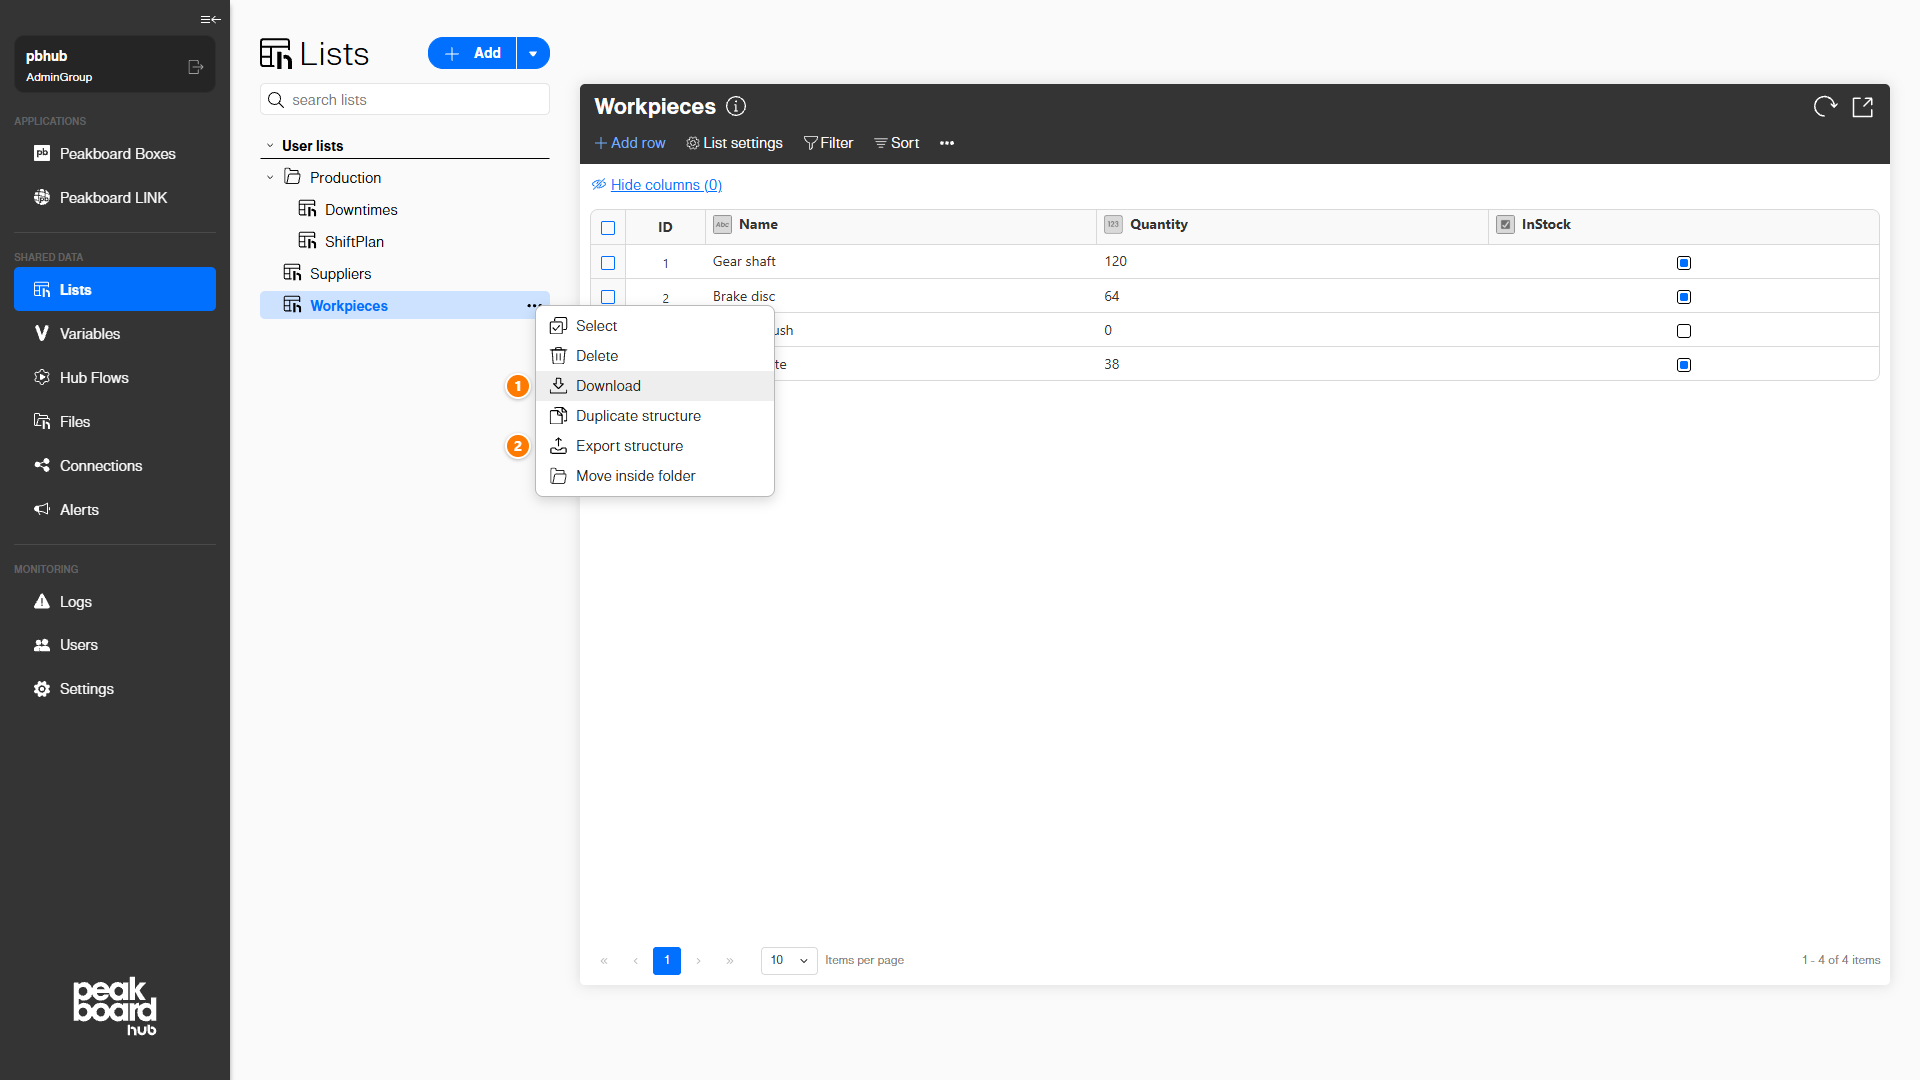 pbhub
AdminGroup
APPLICATIONS
pb Peakboard Boxes
Peakboard LINK
SHARED DATA
Lists
Variables
Hub Flows
Files
Connections
Alerts
MONITORING
Logs
Users
Settings
peak
board
hub
Lists
Add
search lists
User lists
Production
Downtimes
ShiftPlan
Suppliers
Workpieces
Select
Delete
1 Download
Duplicate structure
2 Export structure
Move inside folder
Workpieces
Add row List settings Filter Sort
Hide columns (0)
ID Abc Name 123 Quantity InStock
1 Gear shaft 120
2 Brake disc 64
ush 0
te 38
« ‹ 1 › » 10 Items per page 1 - 4 of 4 items